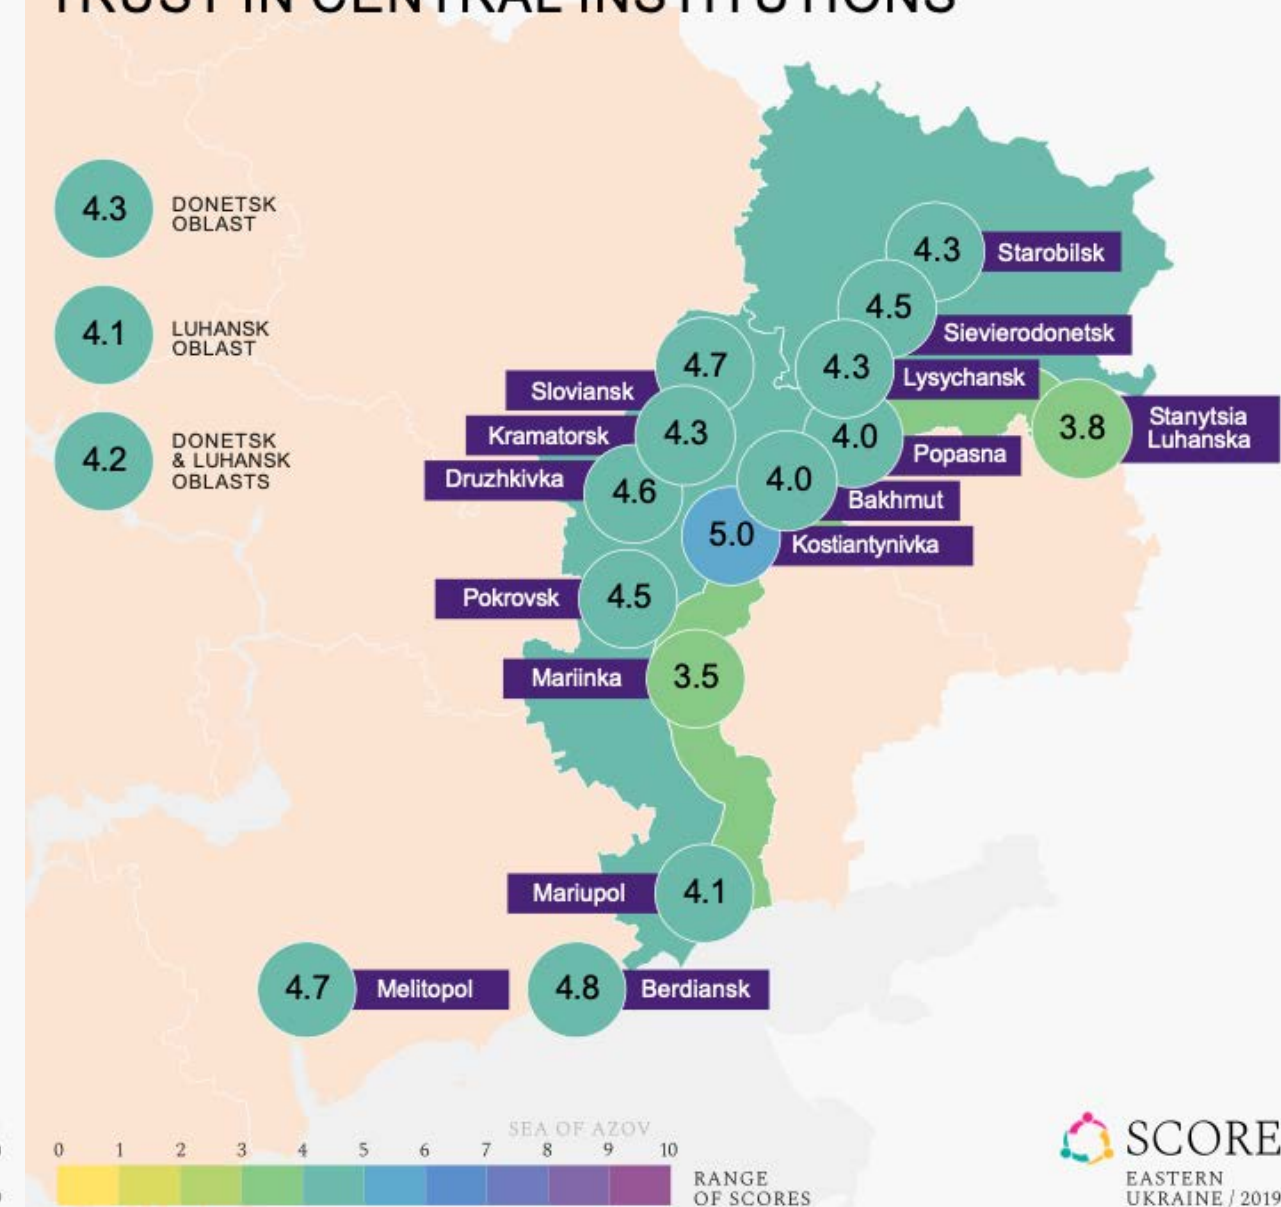 TRUST IN CENTRAL INSTITUTIONS
4.3
DONETSK
OBLAST
4.1
LUHANSK
OBLAST
4.2
DONETSK
& LUHANSK
OBLASTS
4.3 Starobilsk
4.5
Sievierodonetsk
4.7
Sloviansk
4.3
Lysychansk
Kramatorsk
4.3
4.0
Popasna
3.8
Stanytsia
Luhanska
Druzhkivka
4.6
4.0
Bakhmut
5.0
Kostiantynivka
Pokrovsk 4.5
Mariinka 3.5
Mariupol 4.1
4.7 Melitopol
4.8 Berdiansk
SEA OF AZOV
0 1 2 3 4 5 6 7 8 9 10
RANGE
OF SCORES
SCORE
EASTERN
UKRAINE / 2019